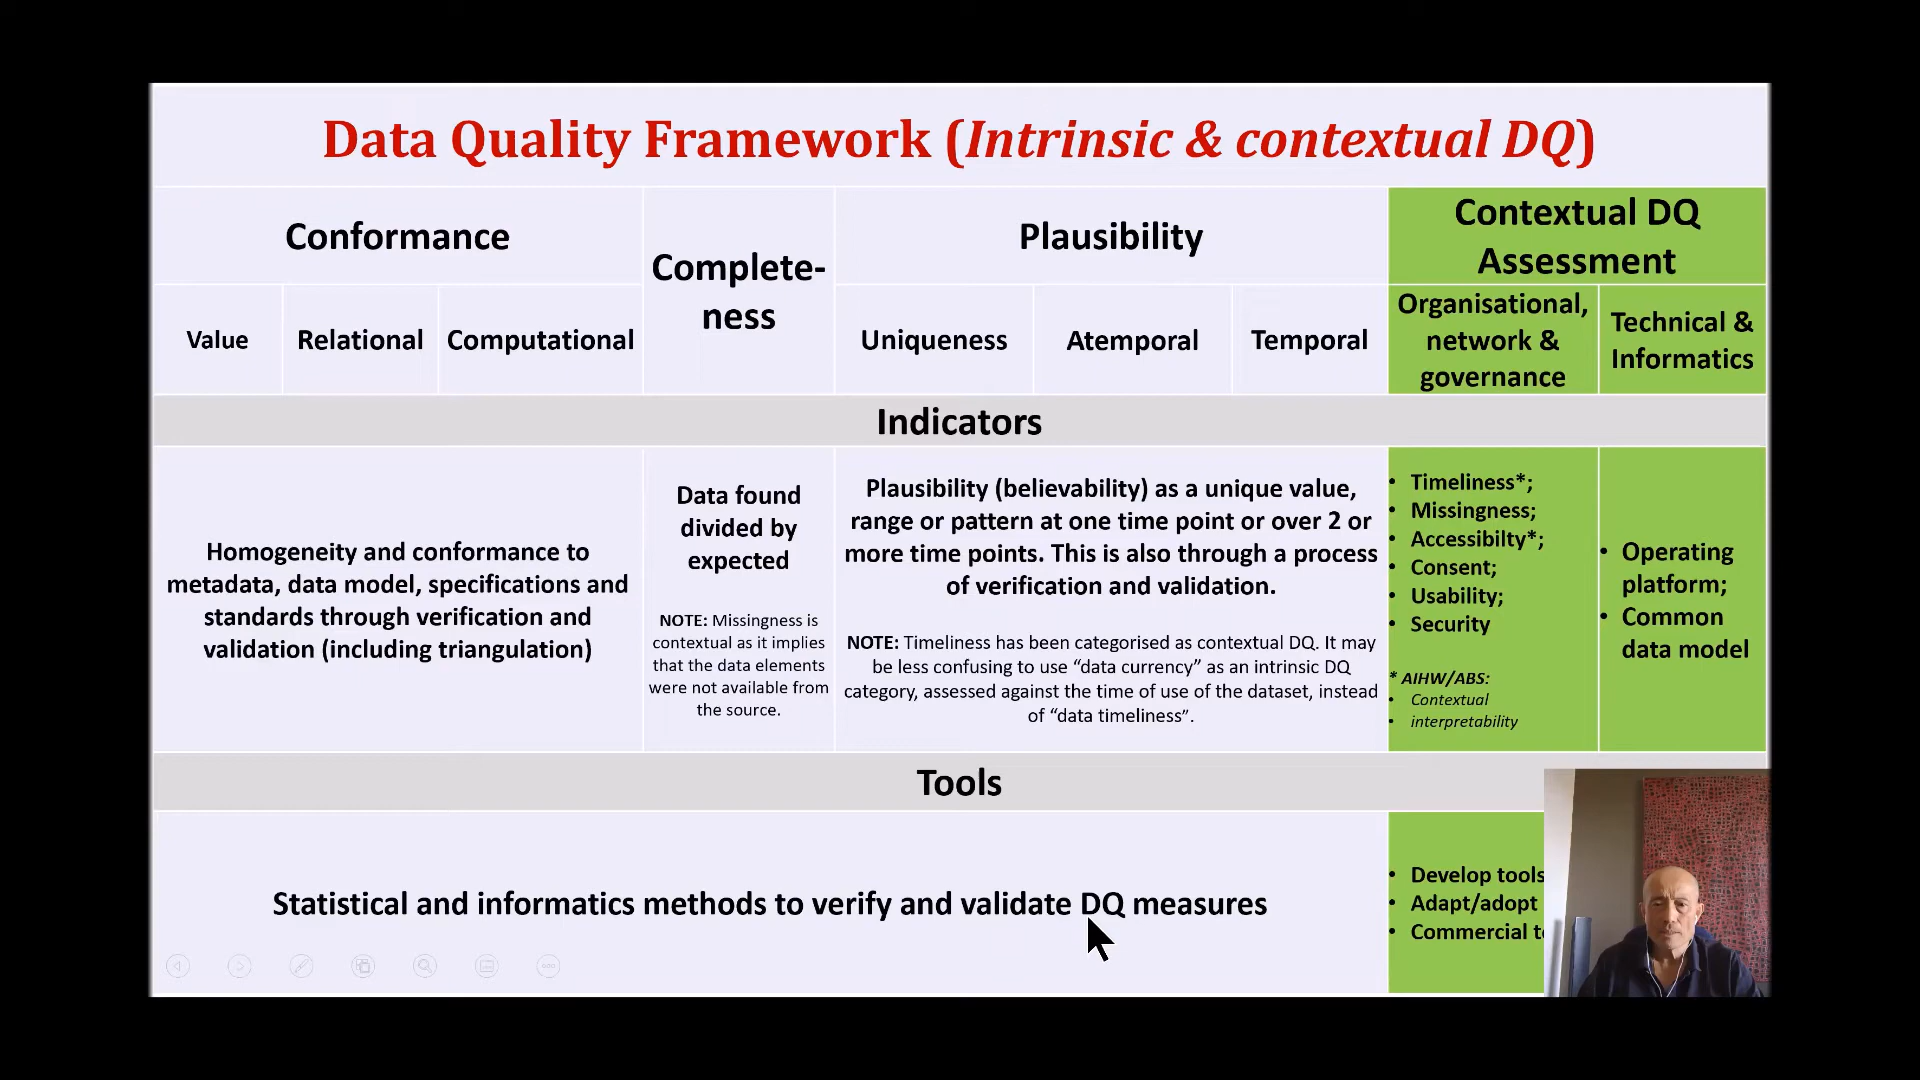 Data Quality Framework (Intrinsic & contextual DQ)
Conformance
Complete-
ness
Plausibility
Contextual DQ
Assessment
Value
Relational
Computational
Uniqueness
Atemporal
Temporal
Organisational,
network &
governance
Technical &
Informatics
Indicators
Homogeneity and conformance to
metadata, data model, specifications and
standards through verification and
validation (including triangulation)
Data found
divided by
expected
NOTE: Missingness is
contextual as it implies
that the data elements
were not available from
the source.
Plausibility (believability) as a unique value,
range or pattern at one time point or over 2 or
more time points. This is also through a process
of verification and validation.
NOTE: Timeliness has been categorised as contextual DQ. It may
be less confusing to use “data currency” as an intrinsic DQ
category, assessed against the time of use of the dataset, instead
of “data timeliness”.
• Timeliness*;
• Missingness;
• Accessibilty*;
• Consent;
• Usability;
• Security
* AIHW/ABS:
• Contextual
• interpretability
• Operating
platform;
• Common
data model
Tools
Statistical and informatics methods to verify and validate DQ measures
• Develop tools
• Adapt/adopt
• Commercial